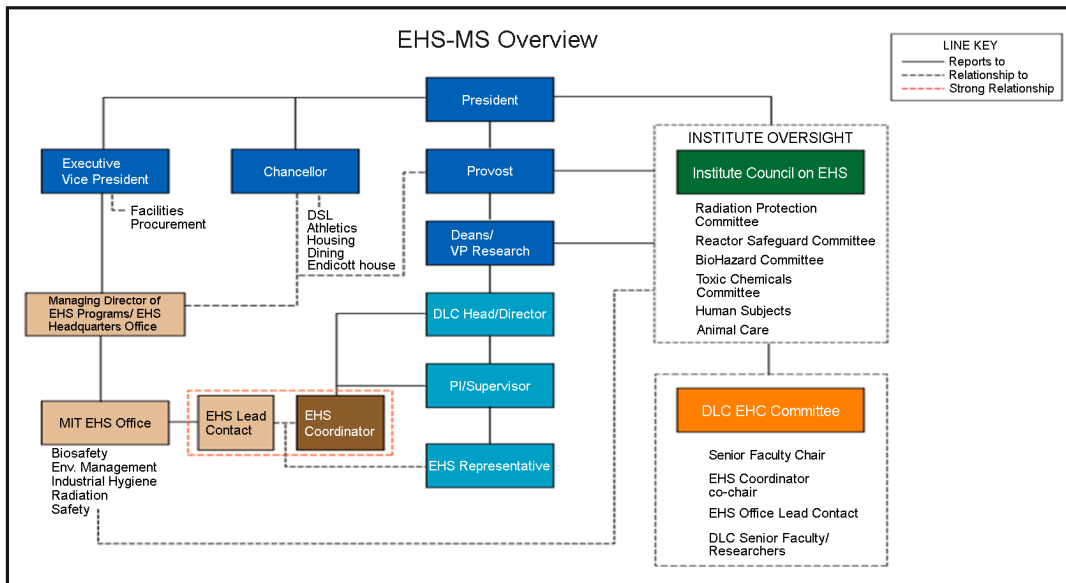 EHS-MS Overview
LINE KEY
Reports to
Relationship to
Strong Relationship
President
Executive
Vice President
Facilities
Procurement
Chancellor
DSL
Athletics
Housing
Dining
Endicott house
Provost
Deans/
VP Research
INSTITUTE OVERSIGHT
Institute Council on EHS
Radiation Protection
Committee
Reactor Safeguard Committee
BioHazard Committee
Toxic Chemicals
Committee
Human Subjects
Animal Care
Managing Director of
EHS Programs/ EHS
Headquarters Office
DLC Head/Director
PI/Supervisor
MIT EHS Office
Biosafety
Env. Management
Industrial Hygiene
Radiation
Safety
EHS Lead
Contact
EHS
Coordinator
EHS Representative
DLC EHC Committee
Senior Faculty Chair
EHS Coordinator
co-chair
EHS Office Lead Contact
DLC Senior Faculty/
Researchers